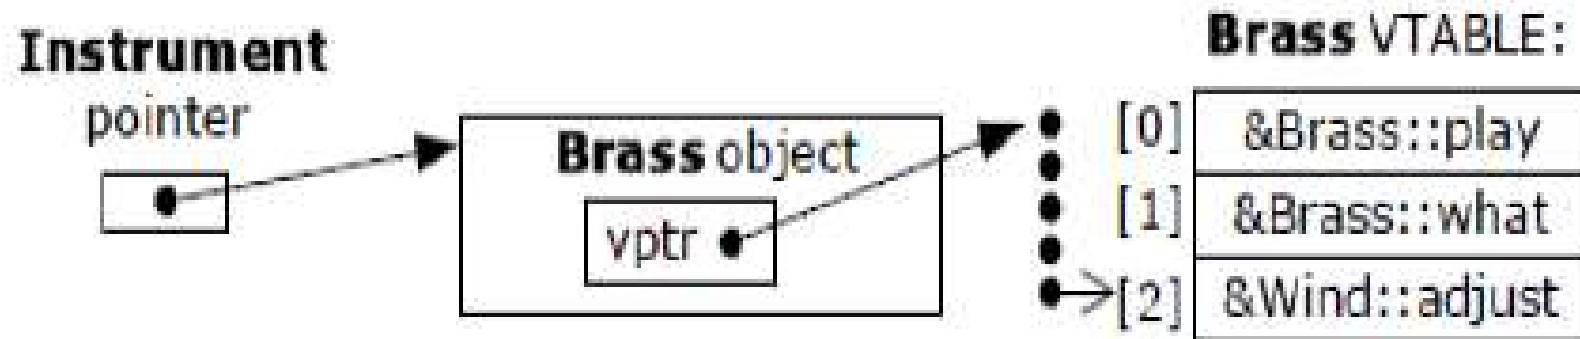 Instrument
pointer
Brass object
vptr
Brass VTABLE:
[0] &Brass::play
[1] &Brass::what
[2] &Wind::adjust